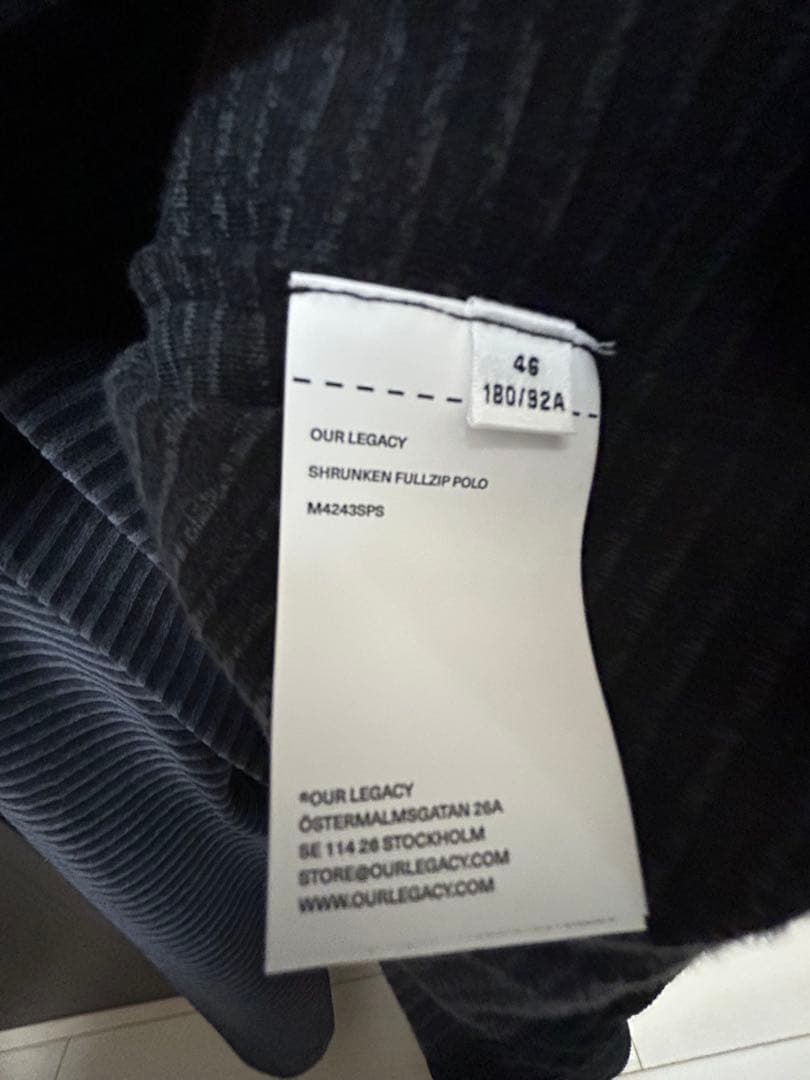 46
180/92A
OUR LEGACY
SHRUNKEN FULLZIP POLO
M4243SPS
®OUR LEGACY
ÖSTERMALMSGATAN 26A
SE 114 26 STOCKHOLM
STORE@OURLEGACY.COM
WWW.OURLEGACY.COM